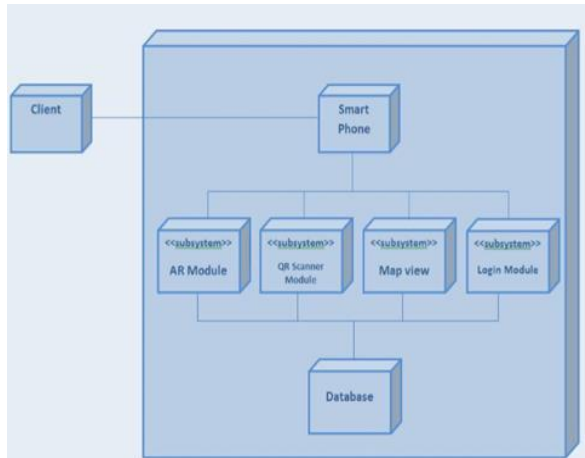 Client
Smart
Phone
<<subsystem>>
AR Module
<<subsystem>>
QR Scanner
Module
<<subsystem>>
Map view
<<subsystem>>
Login Module
Database